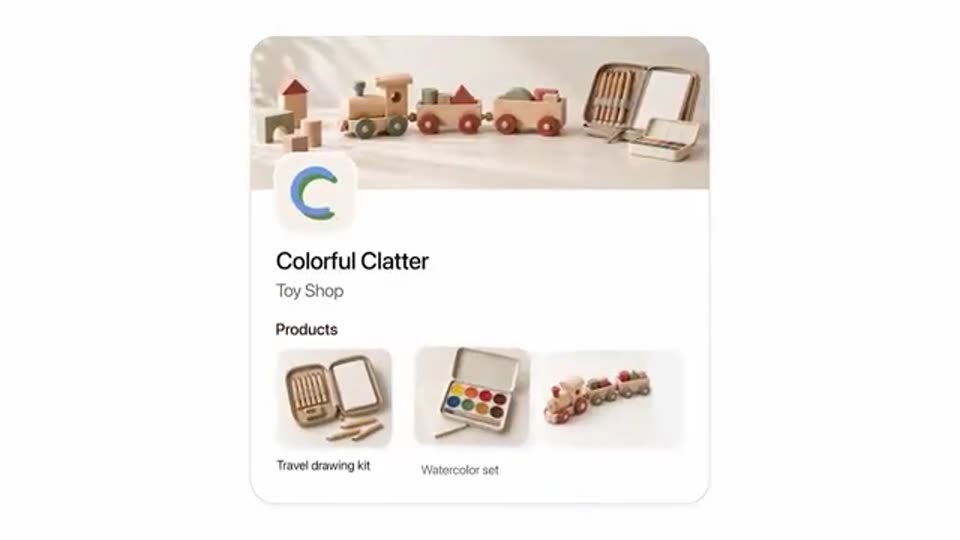 Colorful Clatter
Toy Shop
Products
Travel drawing kit
Watercolor set